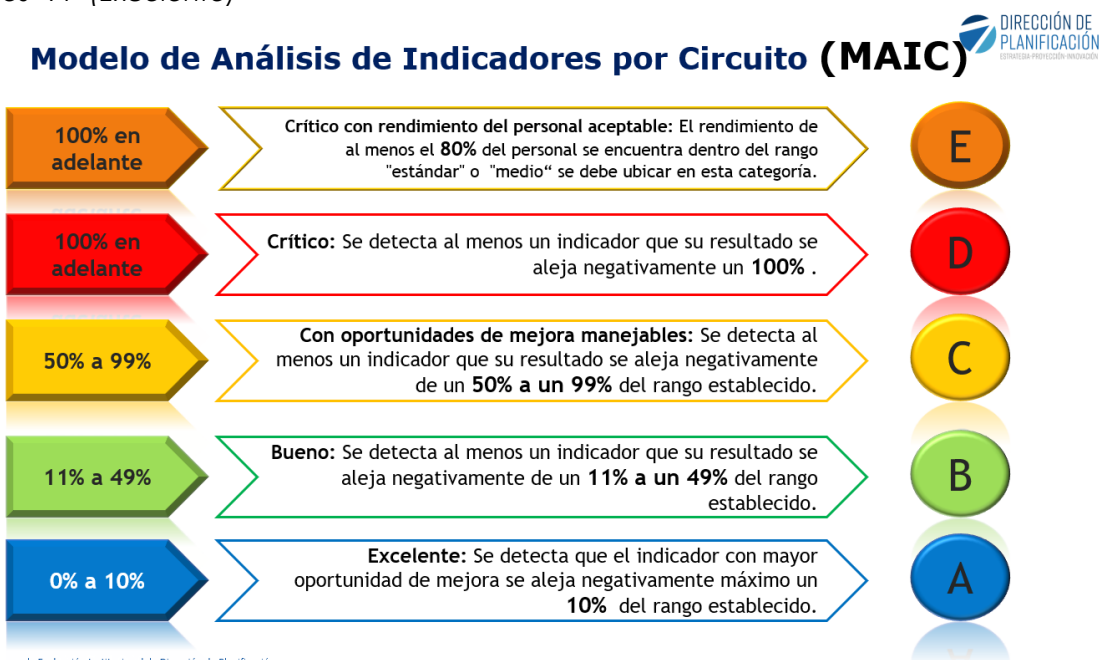 (Excelente)
DIRECCIÓN DE
PLANIFICACIÓN
ESTRATEGIA-PROYECCIÓN-INNOVACIÓN
Modelo de Análisis de Indicadores por Circuito (MAIC)
100% en
adelante
Crítico con rendimiento del personal aceptable: El rendimiento de
al menos el 80% del personal se encuentra dentro del rango
"estándar" o "medio“ se debe ubicar en esta categoría.
E
100% en
adelante
Crítico: Se detecta al menos un indicador que su resultado se
aleja negativamente un 100% .
D
50% a 99%
Con oportunidades de mejora manejables: Se detecta al
menos un indicador que su resultado se aleja negativamente
de un 50% a un 99% del rango establecido.
C
11% a 49%
Bueno: Se detecta al menos un indicador que su resultado se
aleja negativamente de un 11% a un 49% del rango
establecido.
B
0% a 10%
Excelente: Se detecta que el indicador con mayor
oportunidad de mejora se aleja negativamente máximo un
10% del rango establecido.
A